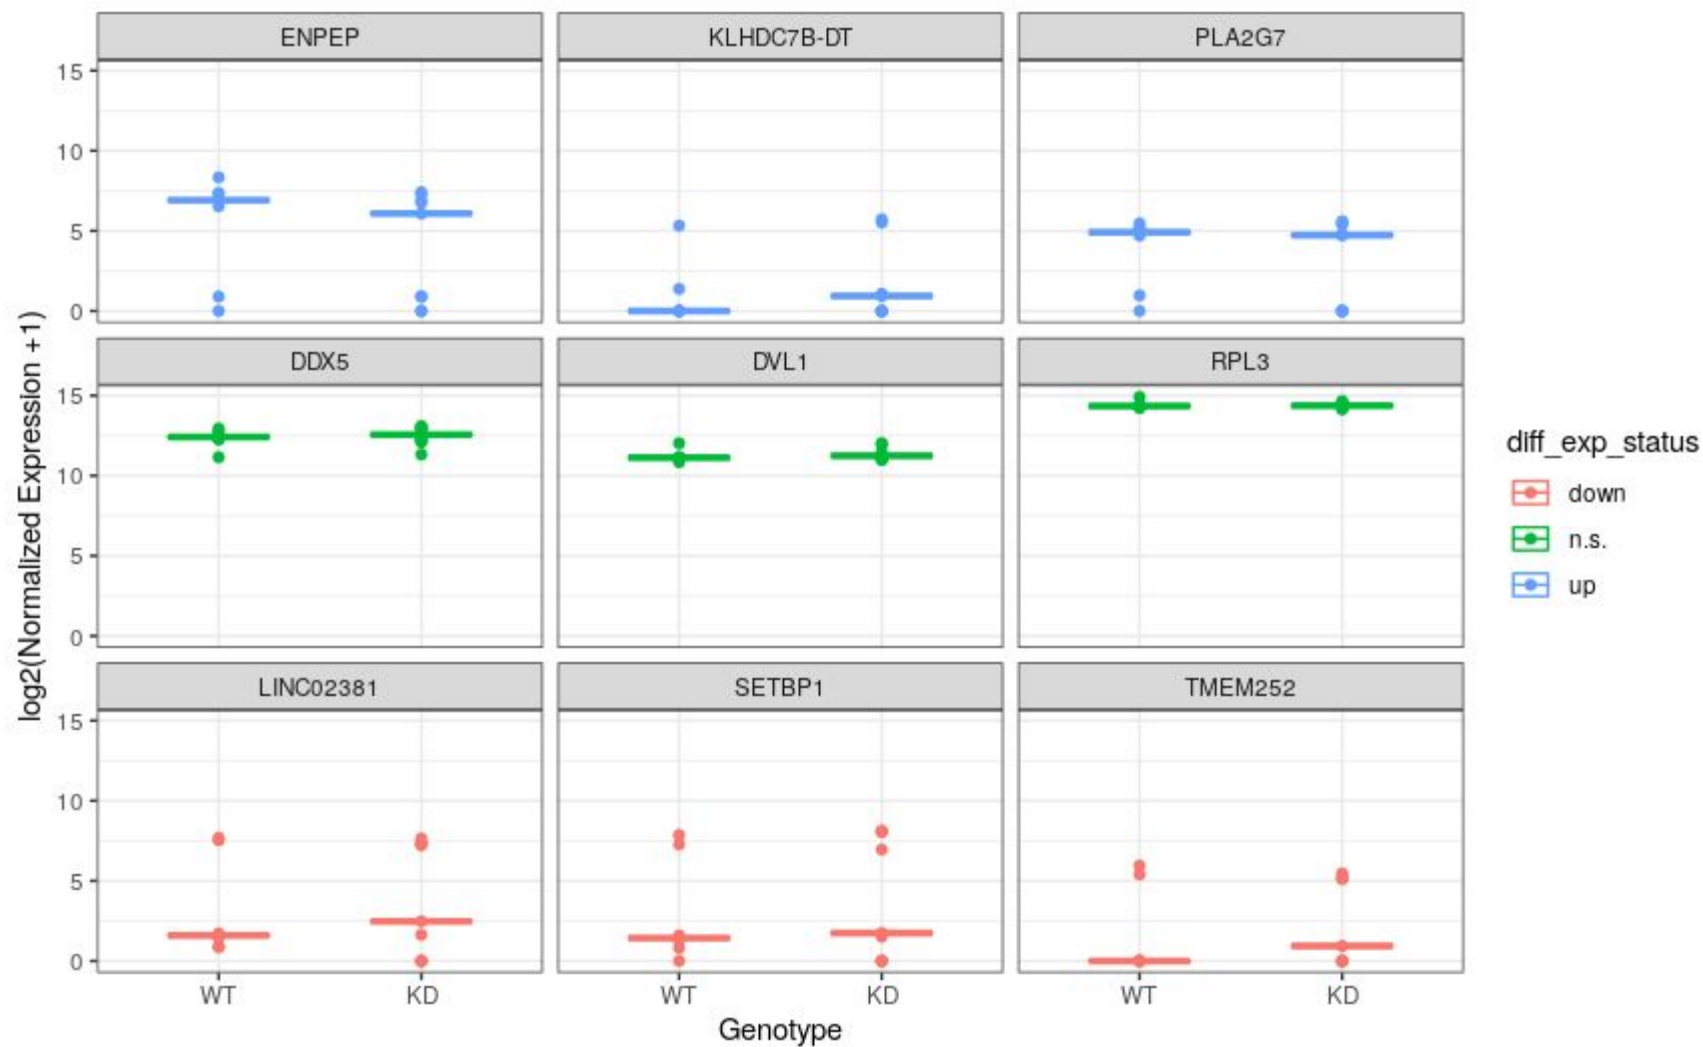 ENPEP
KLHDC7B-DT
PLA2G7
15
10
5
0
DDX5
DVL1
RPL3
15
10
5
0
LINC02381
SETBP1
TMEM252
15
10
5
0
WT
KD
WT
KD
WT
KD
Genotype
log2(Normalized Expression +1)
diff_exp_status
down
n.s.
up